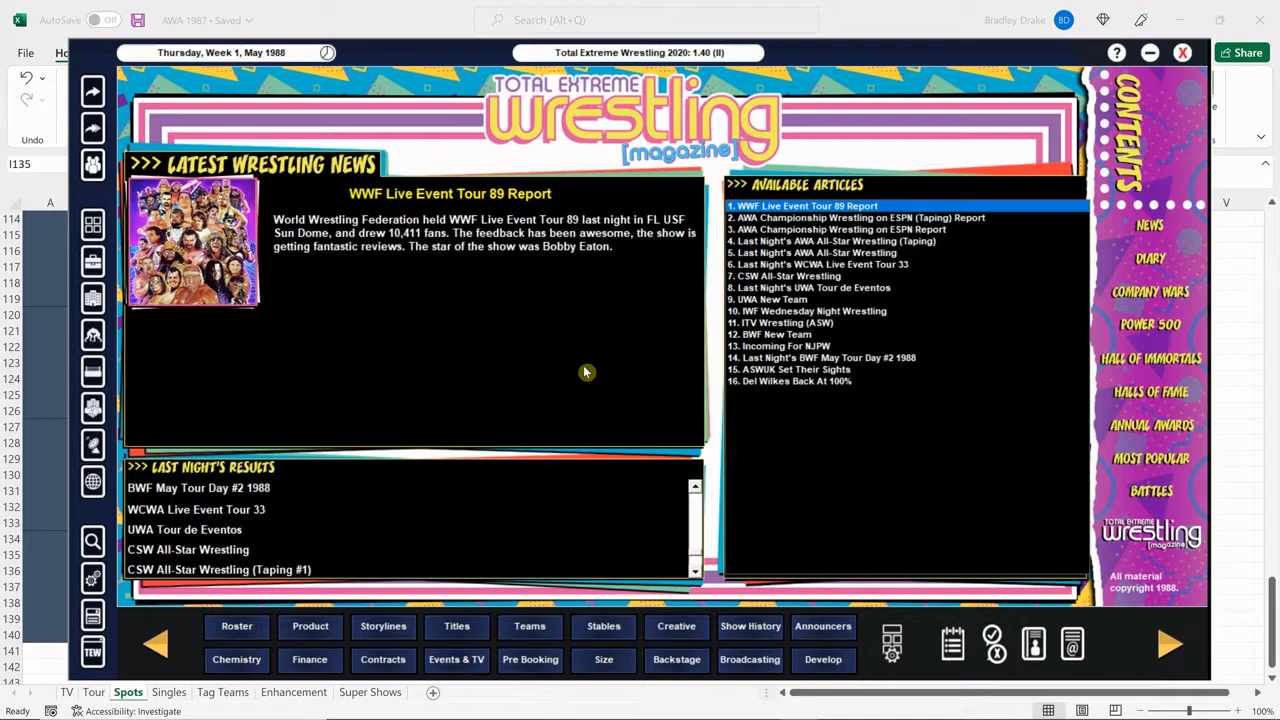 AutoSave Off
AWA 1987 • Saved
Search (Alt+Q)
Bradley Drake BD
File
Share
Undo
I135
Thursday, Week 1, May 1988
Total Extreme Wrestling 2020: 1.40 (II)
? X
TOTAL EXTREME
wrestling
[magazine]
CONTENTS
>>> LATEST WRESTLING NEWS
WWF Live Event Tour 89 Report
World Wrestling Federation held WWF Live Event Tour 89 last night in FL USF
Sun Dome, and drew 10,411 fans. The feedback has been awesome, the show is
getting fantastic reviews. The star of the show was Bobby Eaton.
>>> AVAILABLE ARTICLES
1. WWF Live Event Tour 89 Report
2. AWA Championship Wrestling on ESPN (Taping) Report
3. AWA Championship Wrestling on ESPN Report
4. Last Night's AWA All-Star Wrestling (Taping)
5. Last Night's AWA All-Star Wrestling
6. Last Night's WCWA Live Event Tour 33
7. CSW All-Star Wrestling
8. Last Night's UWA Tour de Eventos
9. UWA New Team
10. IWF Wednesday Night Wrestling
11. ITV Wrestling (ASW)
12. BWF New Team
13. Incoming For NJPW
14. Last Night's BWF May Tour Day #2 1988
15. ASWUK Set Their Sights
16. Del Wilkes Back At 100%
>>> LAST NIGHT'S RESULTS
BWF May Tour Day #2 1988
WCWA Live Event Tour 33
UWA Tour de Eventos
CSW All-Star Wrestling
CSW All-Star Wrestling (Taping #1)
NEWS
DIARY
COMPANY WARS
POWER 500
HALL OF IMMORTALS
HALLS OF FAME
ANNUAL AWARDS
MOST POPULAR
BATTLES
TOTAL EXTREME
wrestling
[magazine]
All material
copyright 1988.
A
V
114
115
116
117
118
119
120
121
122
123
124
125
126
127
128
129
130
131
132
133
134
135
136
137
138
139
140
141
142
TEW
Roster Product Storylines Titles Teams Stables Creative Show History Announcers
Chemistry Finance Contracts Events & TV Pre Booking Size Backstage Broadcasting Develop
TV Tour Spots Singles Tag Teams Enhancement Super Shows
Ready
Accessibility: Investigate
100%